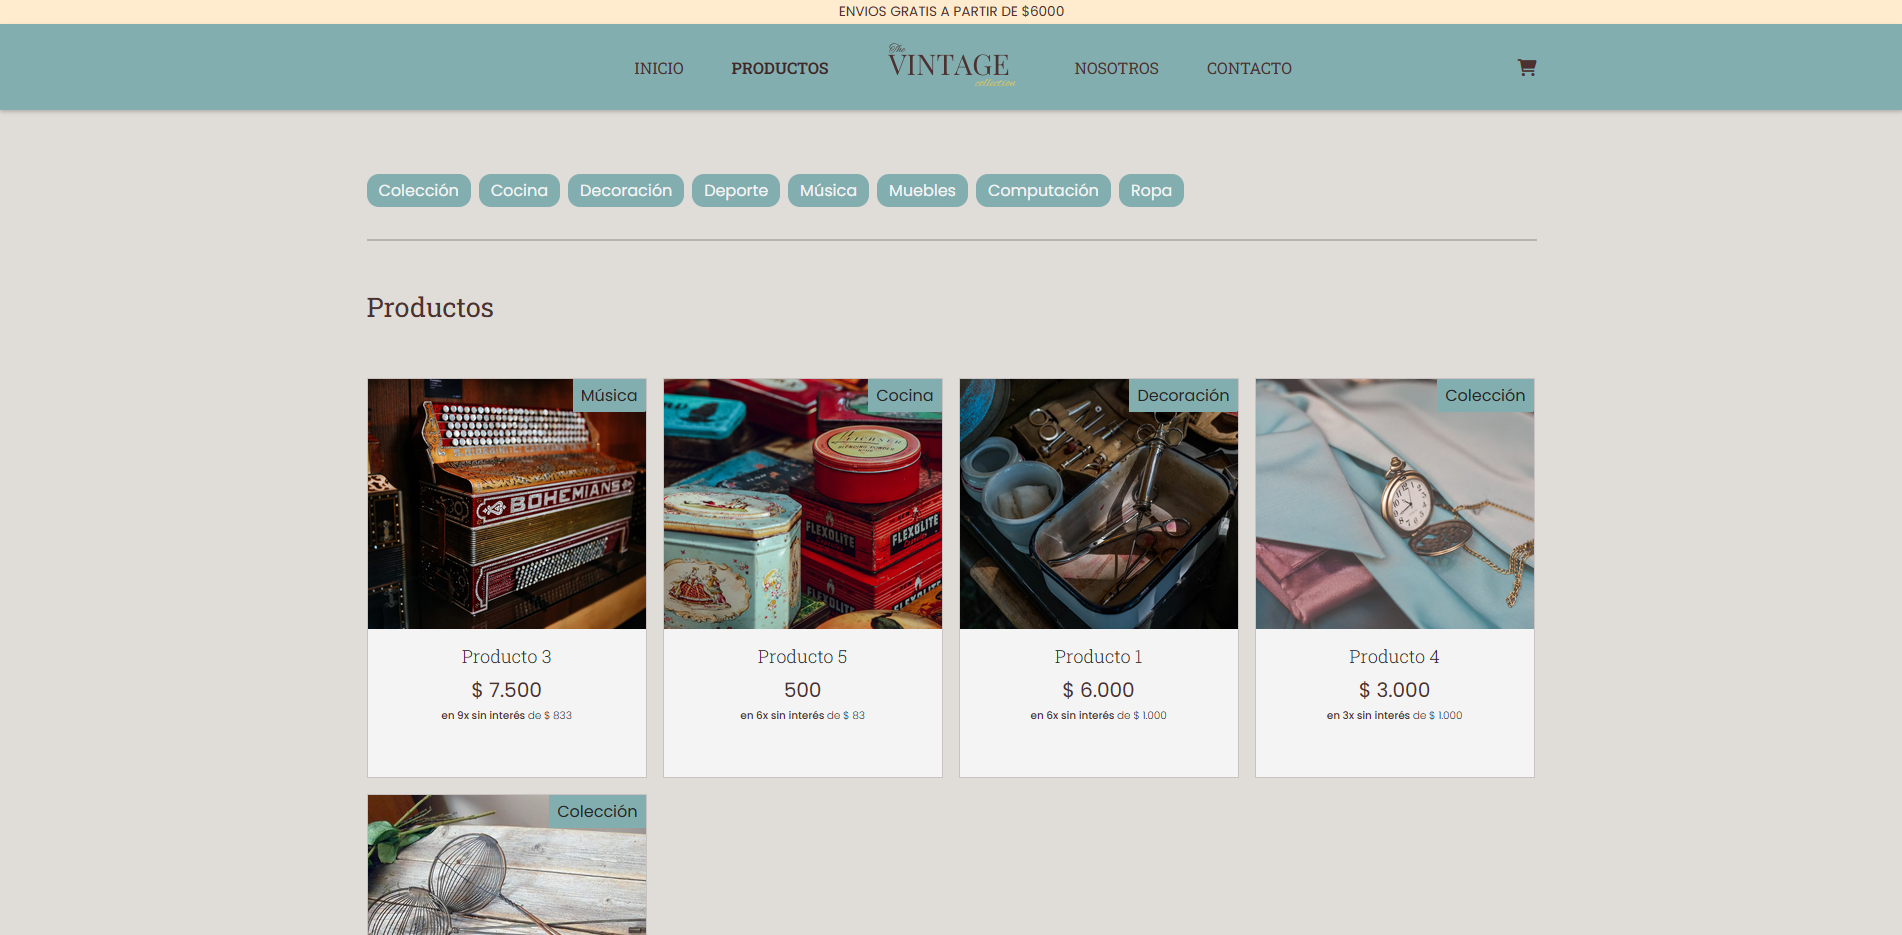 ENVIOS GRATIS A PARTIR DE $6000
INICIO
PRODUCTOS
The
VINTAGE
collection
NOSOTROS
CONTACTO
Colección
Cocina
Decoración
Deporte
Música
Muebles
Computación
Ropa
Productos
Música
BOHEMIANS
Producto 3
$ 7.500
en 9x sin interés de $ 833
Cocina
FLEXOLITE
FLEXOLITE
FLEXOLITE
FLEXOLITE
Producto 5
500
en 6x sin interés de $ 83
Decoración
Producto 1
$ 6.000
en 6x sin interés de $ 1.000
Colección
Producto 4
$ 3.000
en 3x sin interés de $ 1.000
Colección